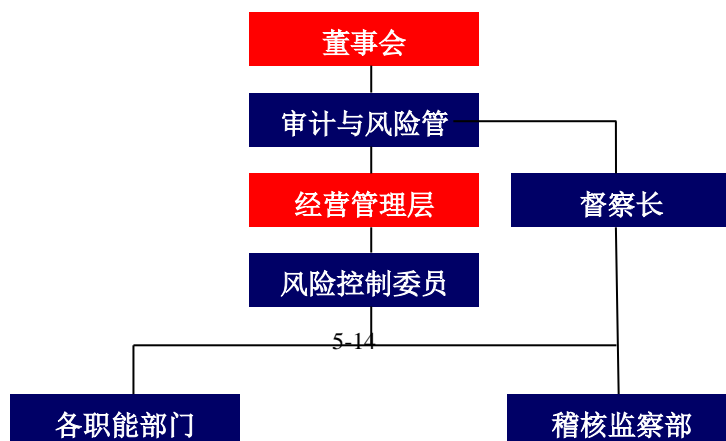 董事会
审计与风险管
经营管理层
督察长
风险控制委员
5-14
各职能部门
稽核监察部